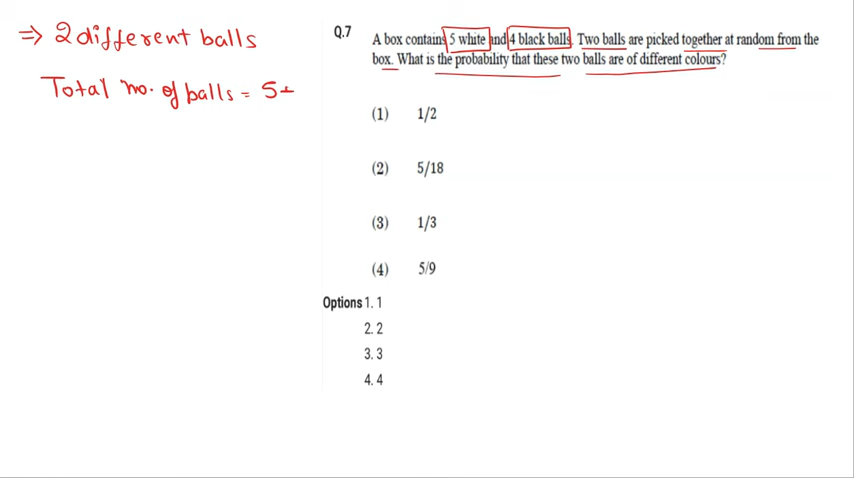 ⇒ 2 different balls
Total no. of balls = 5+
Q.7
A box contains 5 white and 4 black balls. Two balls are picked together at random from the
box. What is the probability that these two balls are of different colours?
(1) 1/2
(2) 5/18
(3) 1/3
(4) 5/9
Options 1. 1
2. 2
3. 3
4. 4